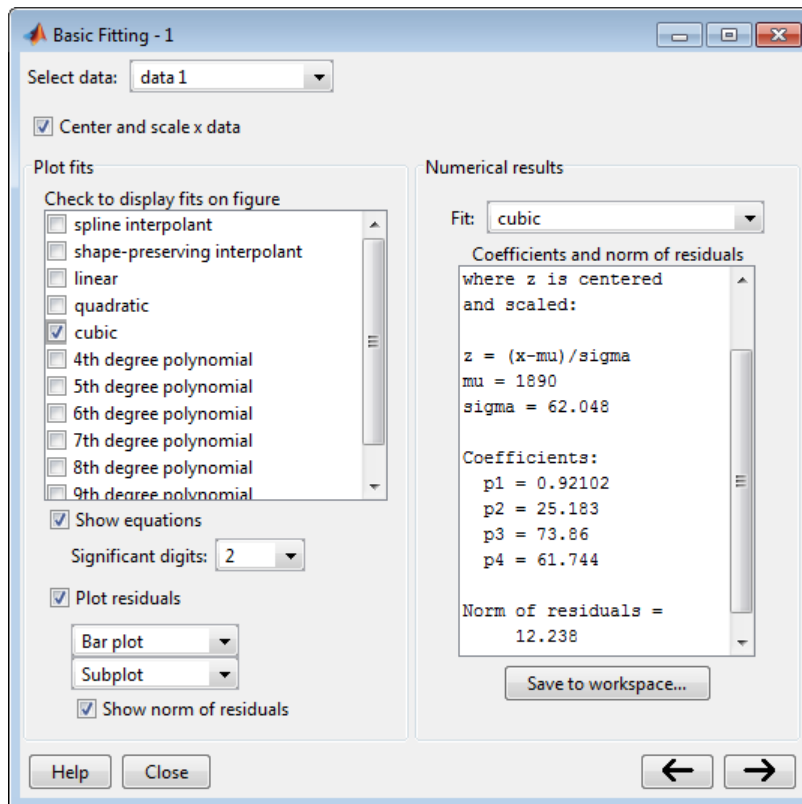 Basic Fitting - 1
Select data: data 1
Center and scale x data
Plot fits
Check to display fits on figure
spline interpolant
shape-preserving interpolant
linear
quadratic
cubic
4th degree polynomial
5th degree polynomial
6th degree polynomial
7th degree polynomial
8th degree polynomial
9th degree polynomial
Show equations
Significant digits: 2
Plot residuals
Bar plot
Subplot
Show norm of residuals
Numerical results
Fit: cubic
Coefficients and norm of residuals
where z is centered
and scaled:
z = (x-mu)/sigma
mu = 1890
sigma = 62.048
Coefficients:
p1 = 0.92102
p2 = 25.183
p3 = 73.86
p4 = 61.744
Norm of residuals =
12.238
Save to workspace...
Help
Close